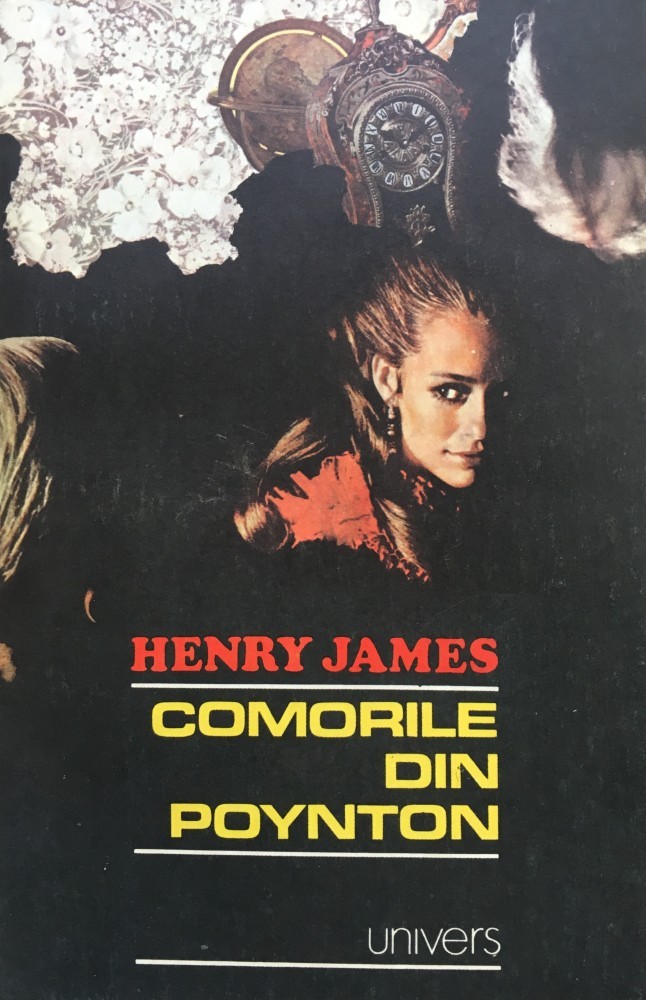 HENRY JAMES
COMORILE
DIN
POYNTON
univers